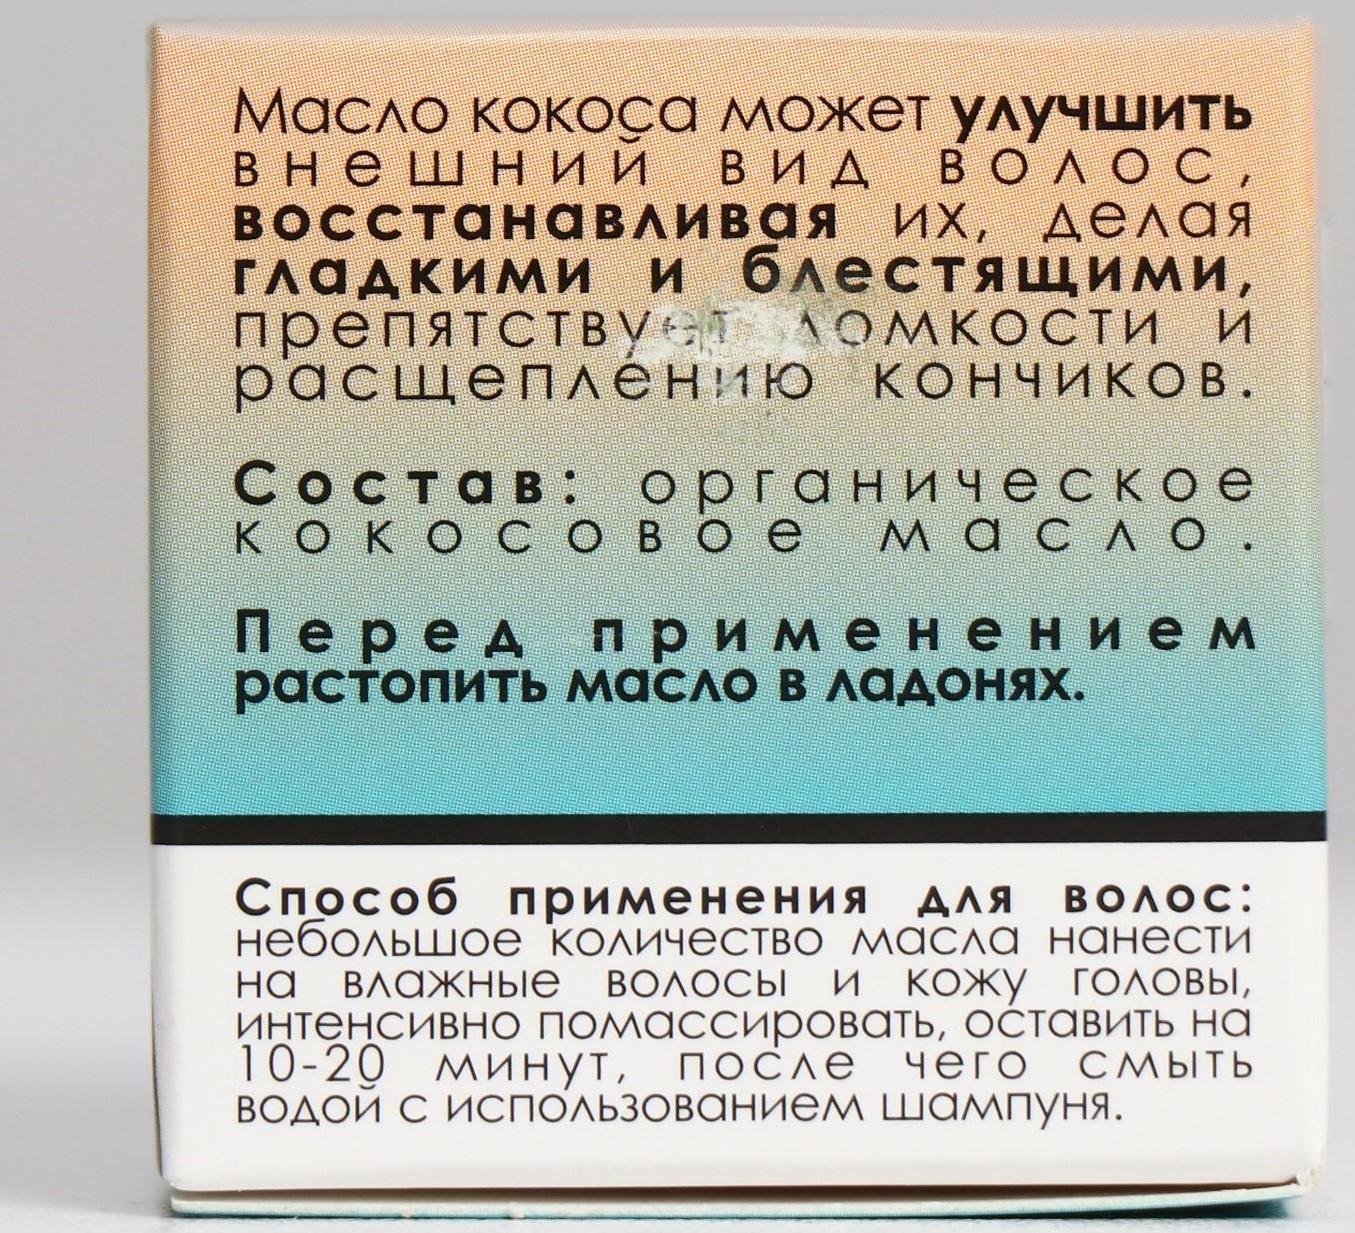 Масло кокоса может улучшить
внешний вид волос,
восстанавливая их, делая
гладкими и блестящими,
препятствует ломкости и
расщеплению кончиков.
Состав: органическое
кокосовое масло.
Перед применением
растопить масло в ладонях.
Способ применения для волос:
небольшое количество масла нанести
на влажные волосы и кожу головы,
интенсивно помассировать, оставить на
10-20 минут, после чего смыть
водой с использованием шампуня.